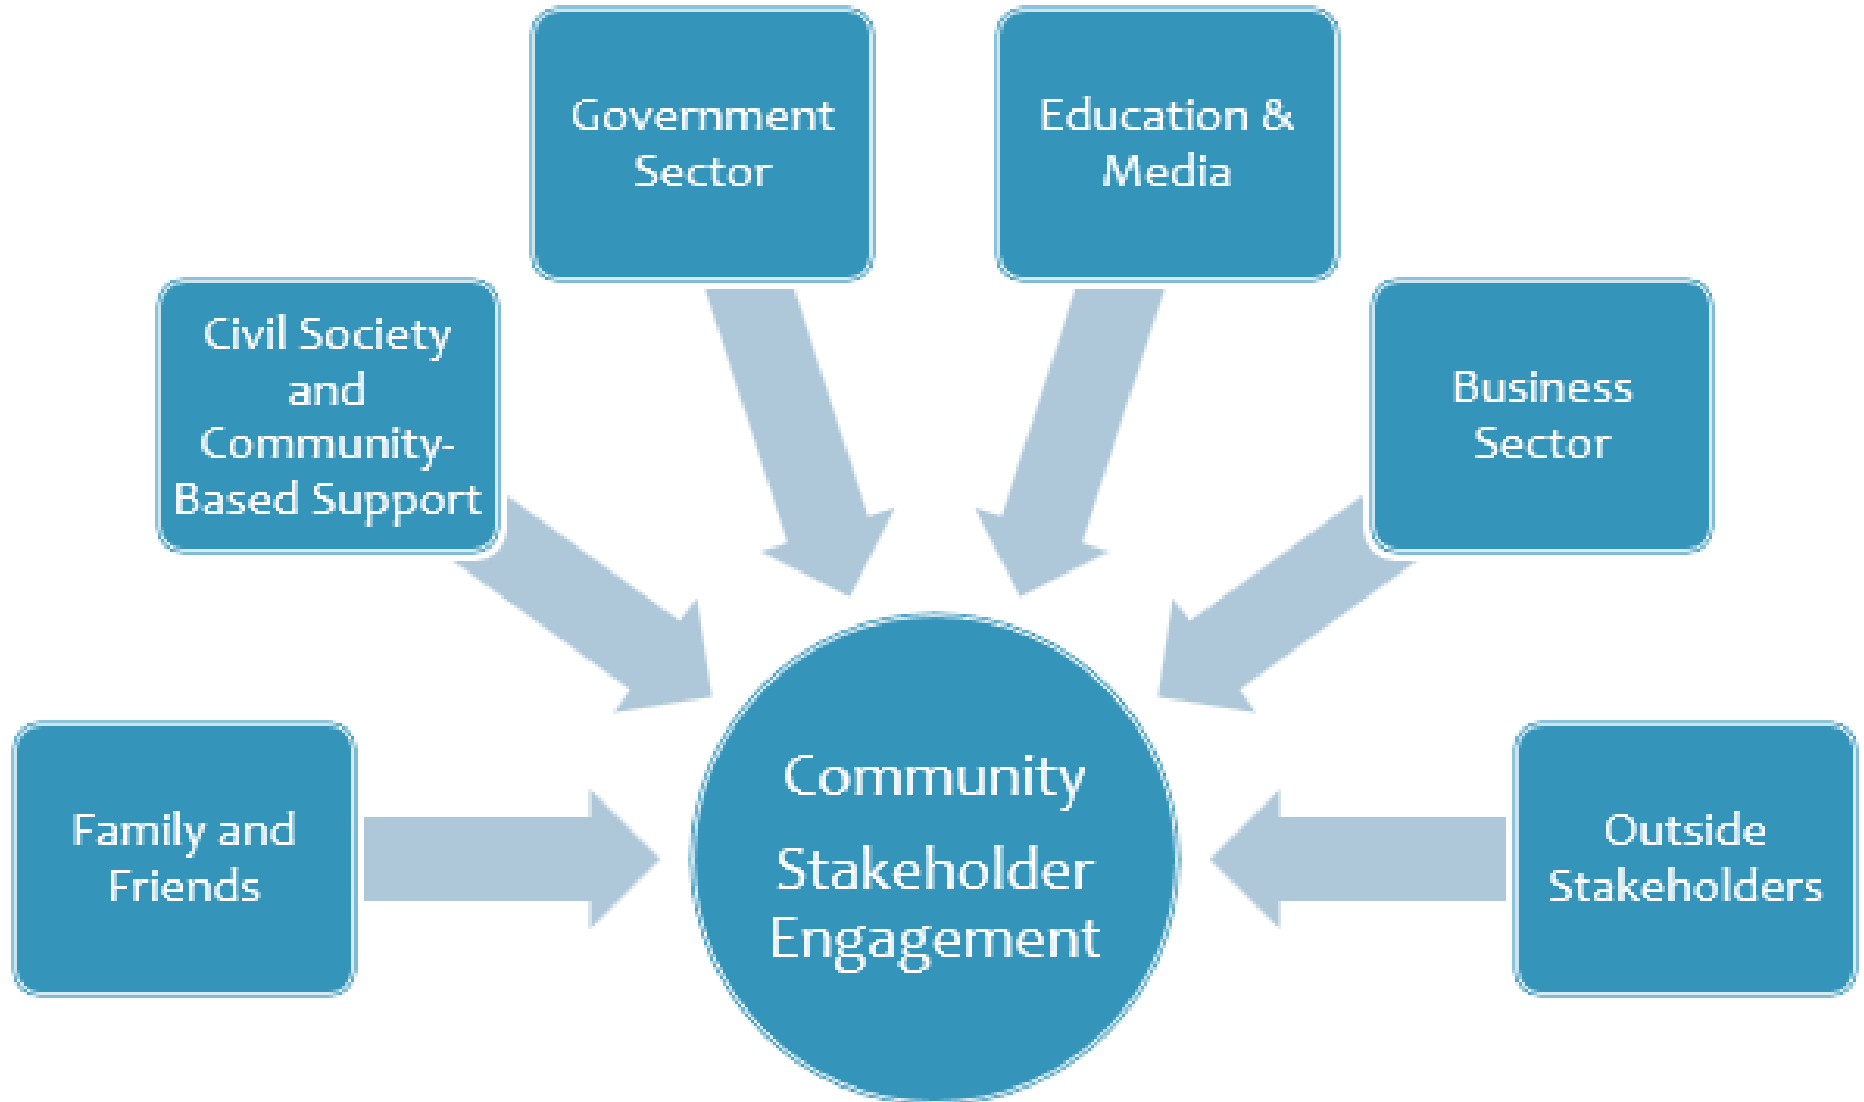 Government
Sector
Education &
Media
Civil Society
and
Community-
Based Support
Business
Sector
Family and
Friends
Community
Stakeholder
Engagement
Outside
Stakeholders